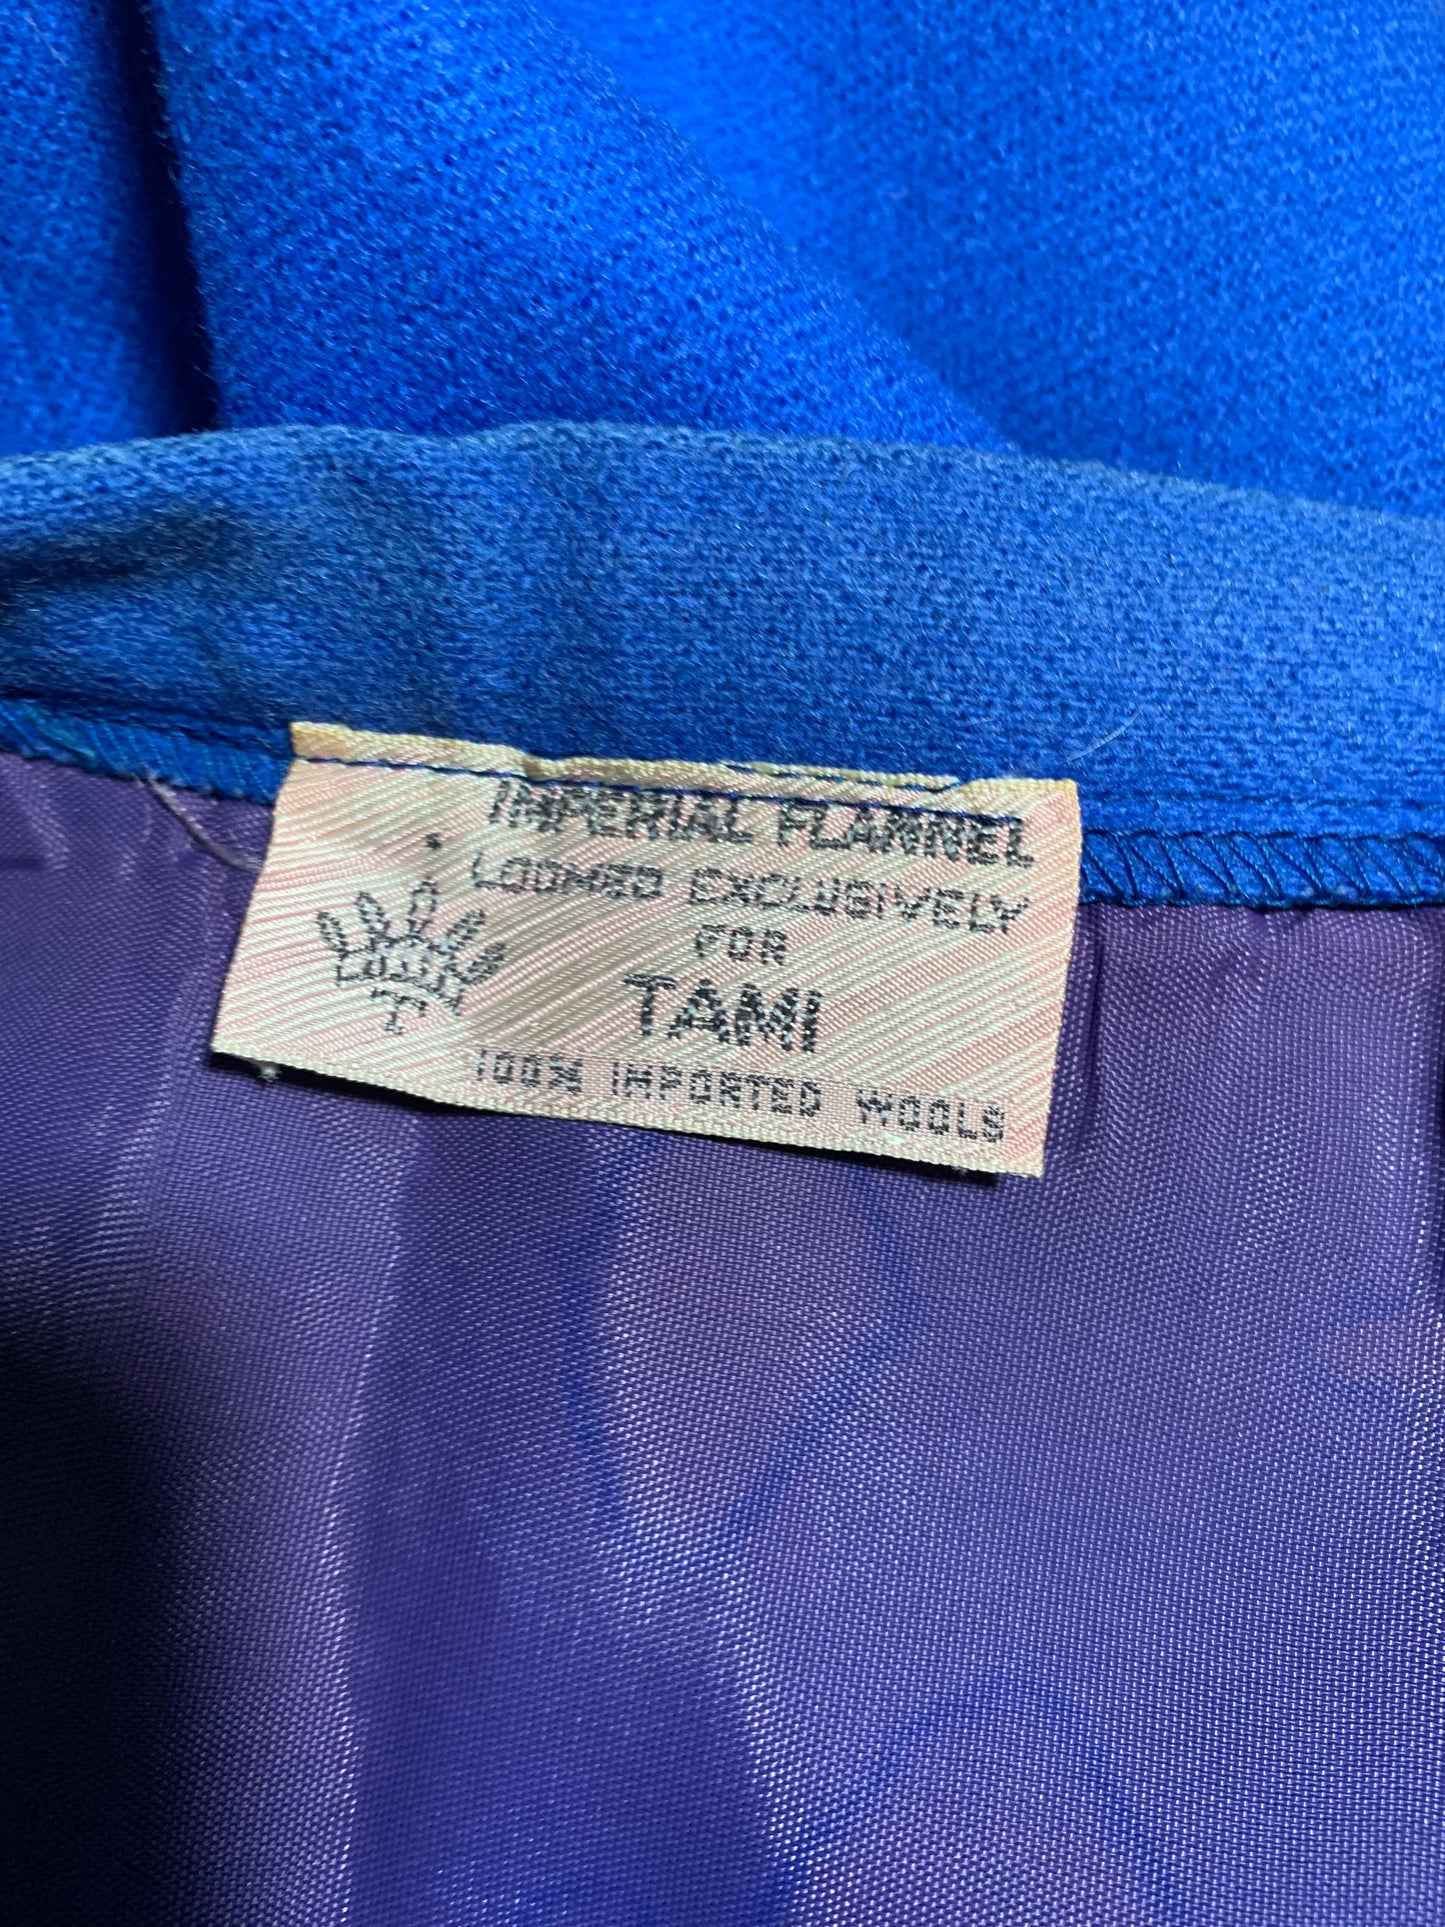 IMPERIAL FLANNEL
LOOMED EXCLUSIVELY
FOR
TAMI
T
100% IMPORTED WOOLS